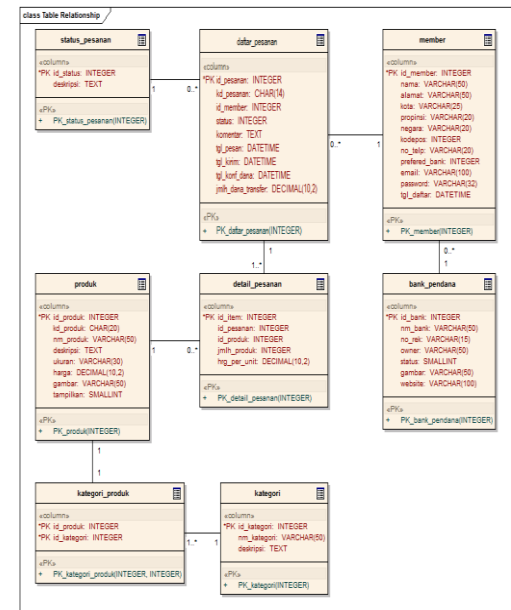 class Table Relationship
status_pesanan
«column»
*PK id_status: INTEGER
deskripsi: TEXT
«PK»
+ PK_status_pesanan(INTEGER)
1
0..*
daftar_pesanan
«column»
*PK id_pesanan: INTEGER
kd_pesanan: CHAR(14)
id_member: INTEGER
status: INTEGER
komentar: TEXT
tgl_pesan: DATETIME
tgl_kirim: DATETIME
tgl_konf_dana: DATETIME
jmlh_dana_transfer: DECIMAL(10,2)
«PK»
+ PK_daftar_pesanan(INTEGER)
0..*
1
member
«column»
*PK id_member: INTEGER
nama: VARCHAR(50)
alamat: VARCHAR(50)
kota: VARCHAR(25)
propinsi: VARCHAR(20)
negara: VARCHAR(20)
kodepos: INTEGER
no_telp: VARCHAR(20)
prefered_bank: INTEGER
email: VARCHAR(100)
password: VARCHAR(32)
tgl_daftar: DATETIME
«PK»
+ PK_member(INTEGER)
1
1..*
0..*
1
produk
«column»
*PK id_produk: INTEGER
kd_produk: CHAR(20)
nm_produk: VARCHAR(50)
deskripsi: TEXT
ukuran: VARCHAR(30)
harga: DECIMAL(10,2)
gambar: VARCHAR(50)
tampilkan: SMALLINT
«PK»
+ PK_produk(INTEGER)
1
0..*
detail_pesanan
«column»
*PK id_item: INTEGER
id_pesanan: INTEGER
id_produk: INTEGER
jmlh_produk: INTEGER
hrg_per_unit: DECIMAL(10,2)
«PK»
+ PK_detail_pesanan(INTEGER)
bank_pendana
«column»
*PK id_bank: INTEGER
nm_bank: VARCHAR(50)
no_rek: VARCHAR(15)
owner: VARCHAR(50)
status: SMALLINT
gambar: VARCHAR(50)
website: VARCHAR(100)
«PK»
+ PK_bank_pendana(INTEGER)
1
1
kategori_produk
«column»
*PK id_produk: INTEGER
*PK id_kategori: INTEGER
«PK»
+ PK_kategori_produk(INTEGER, INTEGER)
1..*
1
kategori
«column»
*PK id_kategori: INTEGER
nm_kategori: VARCHAR(50)
deskripsi: TEXT
«PK»
+ PK_kategori(INTEGER)